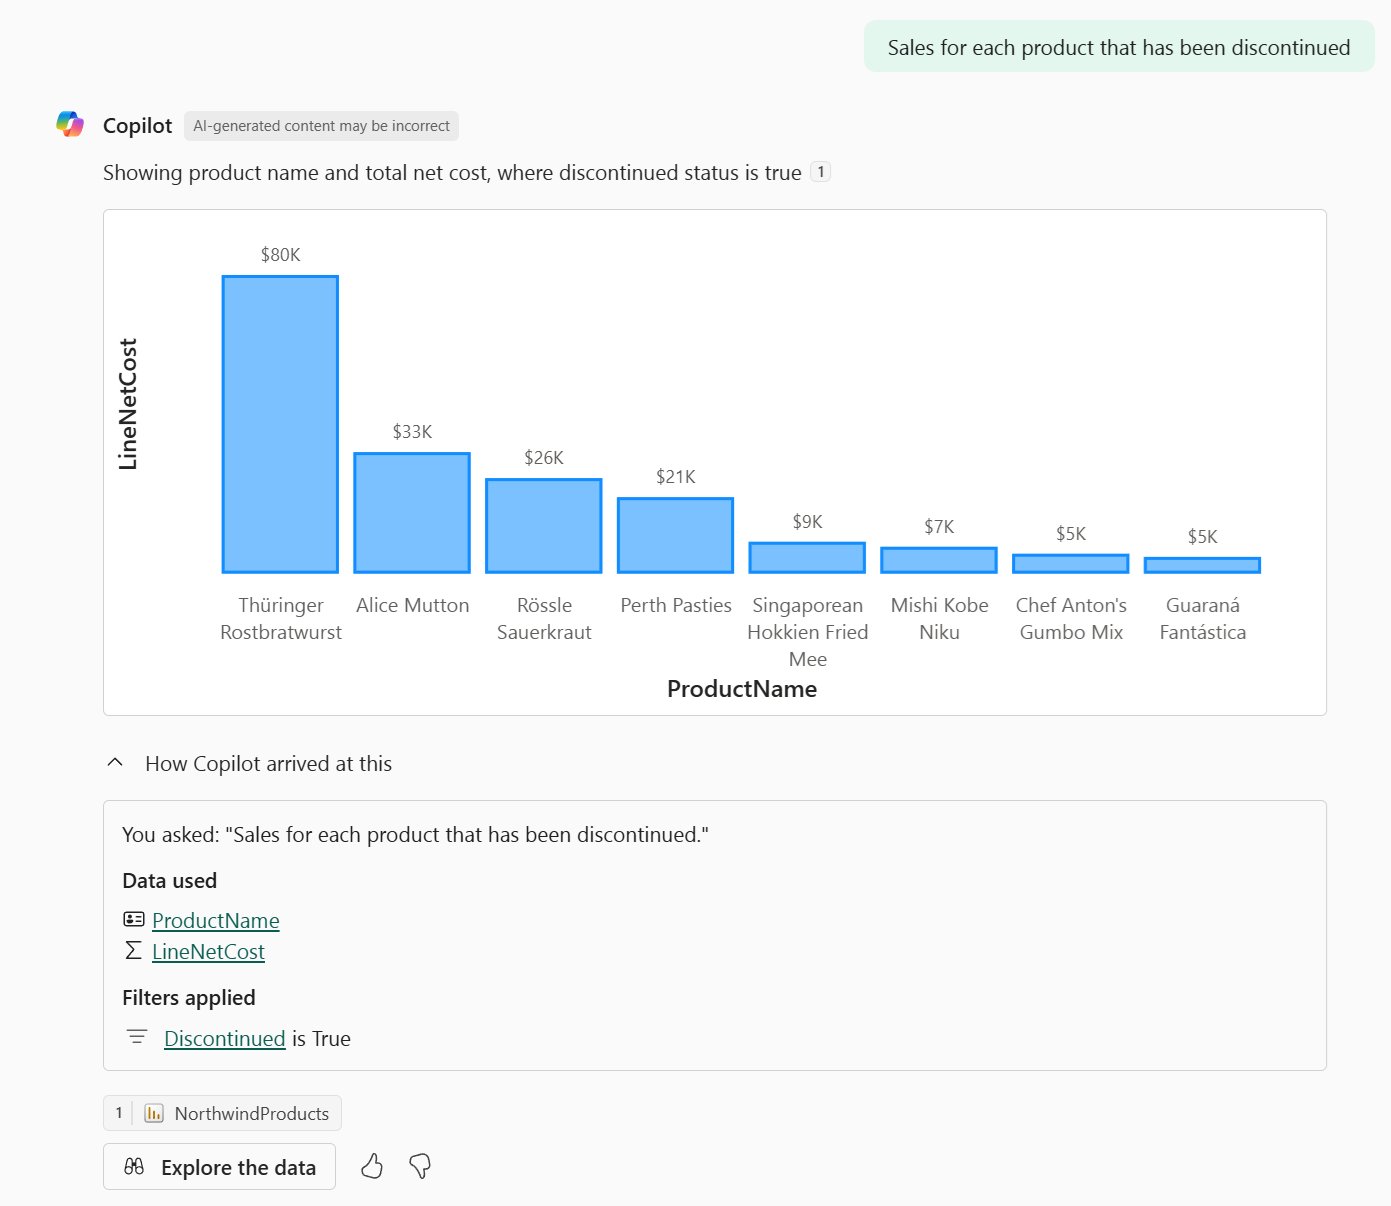 Sales for each product that has been discontinued
Copilot AI-generated content may be incorrect
Showing product name and total net cost, where discontinued status is true 1
LineNetCost
$80K
$33K
$26K
$21K
$9K
$7K
$5K
$5K
Thüringer
Rostbratwurst
Alice Mutton
Rössle
Sauerkraut
Perth Pasties
Singaporean
Hokkien Fried
Mee
Mishi Kobe
Niku
Chef Anton's
Gumbo Mix
Guaraná
Fantástica
ProductName
How Copilot arrived at this
You asked: "Sales for each product that has been discontinued."
Data used
ProductName
LineNetCost
Filters applied
Discontinued is True
1 NorthwindProducts
Explore the data